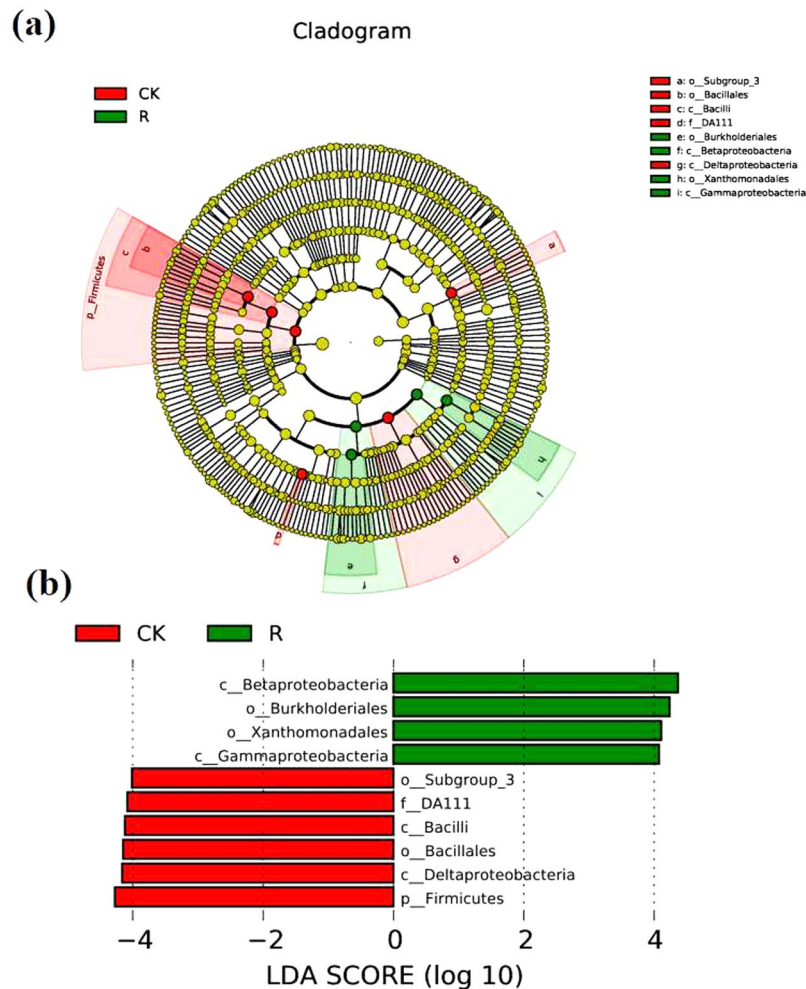 (a)
Cladogram
CK
R
a: o__Subgroup_3
b: o__Bacillales
c: c__Bacilli
d: f__DA111
e: o__Burkholderiales
f: c__Betaproteobacteria
g: c__Deltaproteobacteria
h: o__Xanthomonadales
i: c__Gammaproteobacteria
a
b
c
p__Firmicutes
h
i
g
d
e
f
(b)
CK
R
c__Betaproteobacteria
o__Burkholderiales
o__Xanthomonadales
c__Gammaproteobacteria
o__Subgroup_3
f__DA111
c__Bacilli
o__Bacillales
c__Deltaproteobacteria
p__Firmicutes
−4 −2 0 2 4
LDA SCORE (log 10)